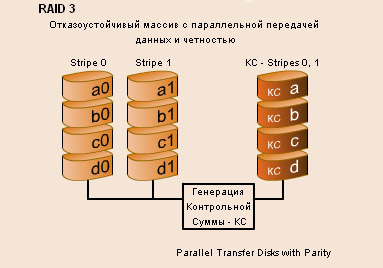 RAID 3
Отказоустойчивый массив с параллельной передачей
данных и четностью
Stripe 0 Stripe 1 КС - Stripes 0, 1
a0 a1 КС a
b0 b1 КС b
c0 c1 КС c
d0 d1 КС d
Генерация
Контрольной
Суммы - КС
Parallel Transfer Disks with Parity